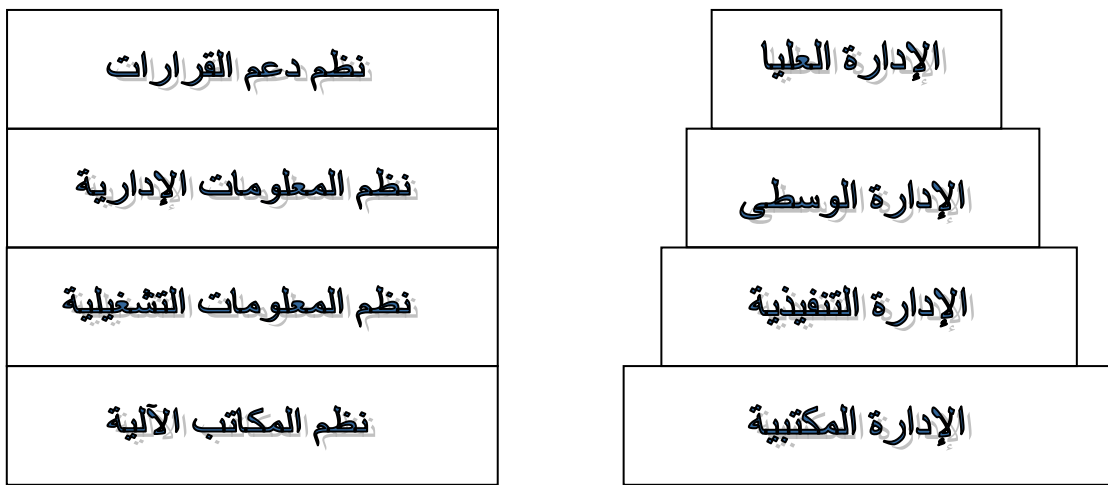 الإدارة العليا
نظم دعم القرارات
الإدارة الوسطى
نظم المعلومات الإدارية
الإدارة التنفيذية
نظم المعلومات التشغيلية
الإدارة المكتبية
نظم المكاتب الآلية